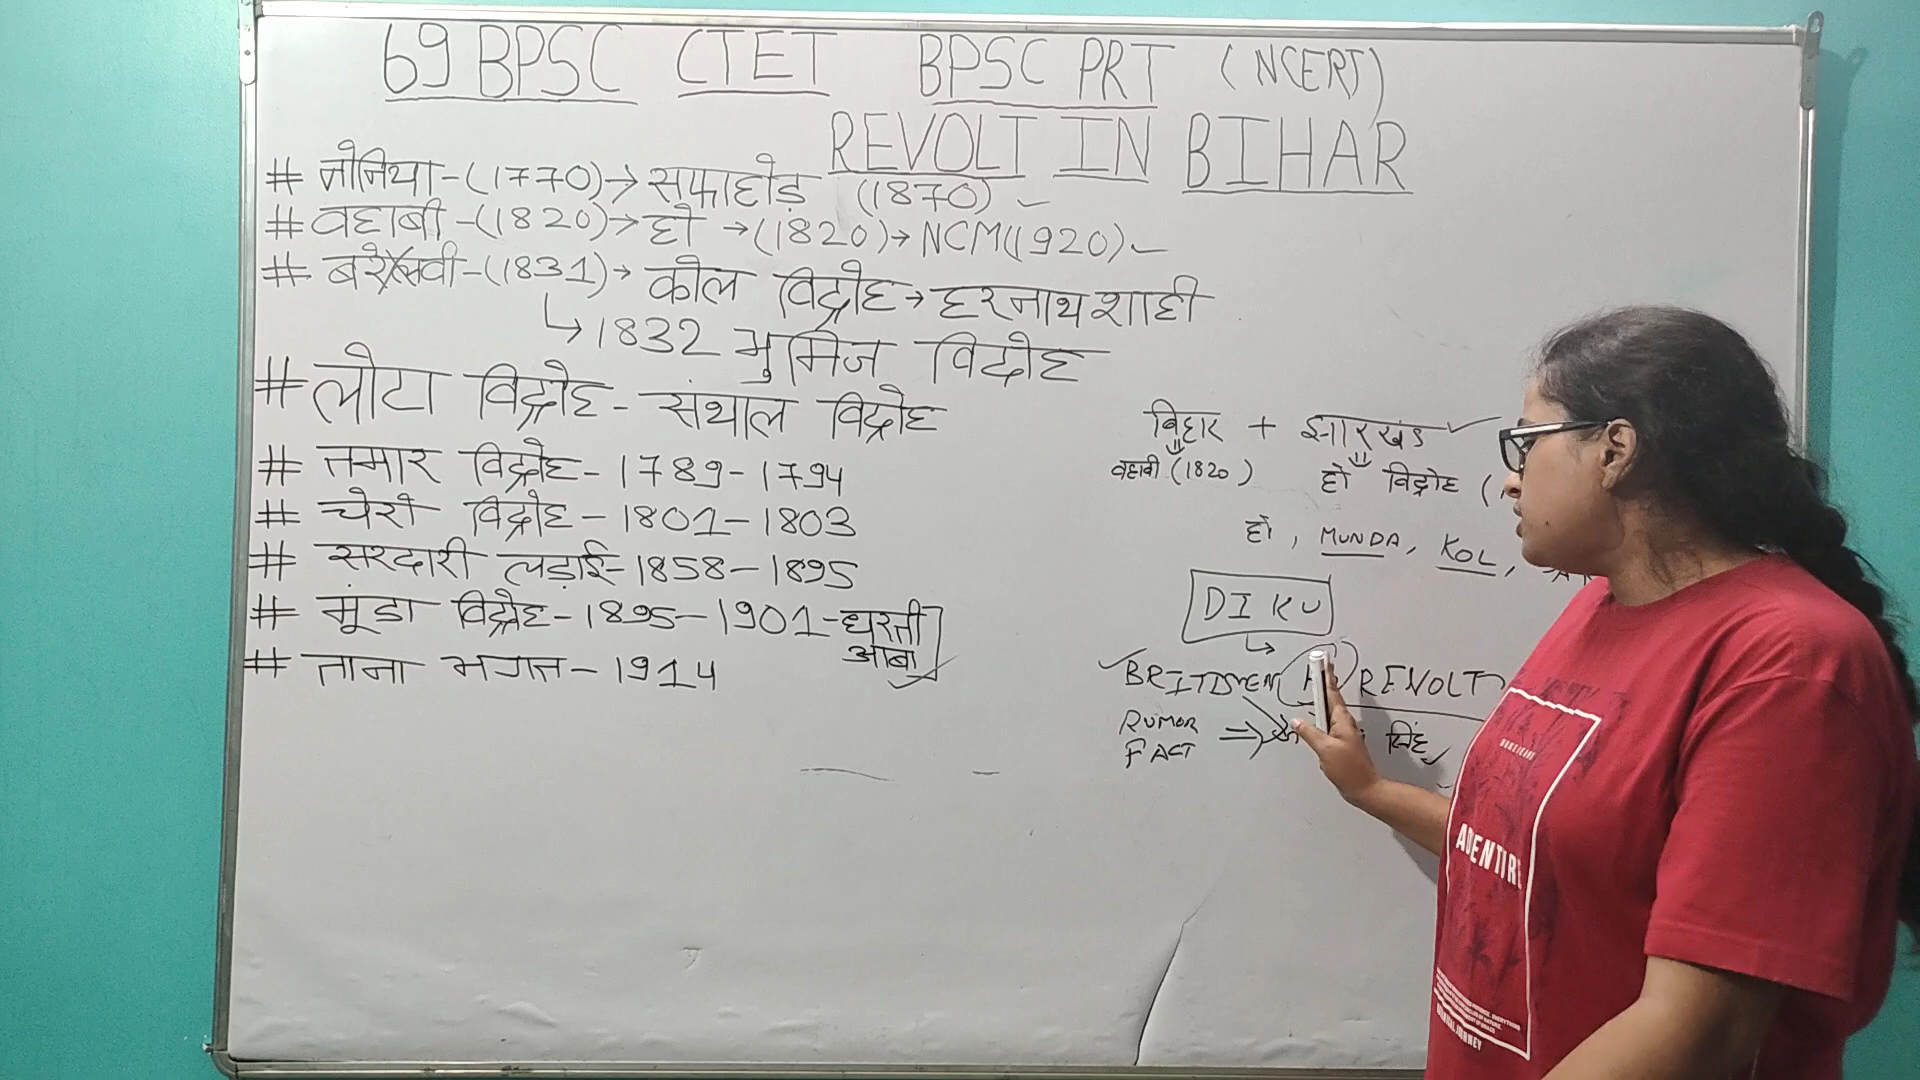 69 BPSC CTET BPSC PRT (NCERT)
REVOLT IN BIHAR
# नोनिया - (1770) → सफाहोड़ (1870)
# वहाबी - (1820) → हो → (1820) → NCM(1920)
# बरेलवी - (1831) → कोल विद्रोह → हरनाथ शाही
↳ 1832 भुमिज विद्रोह
# लोटा विद्रोह - संथाल विद्रोह
# तमार विद्रोह - 1789 - 1794
# चेरो विद्रोह - 1801 - 1803
# सरदारी लड़ाई - 1858 - 1895
# मूंडा विद्रोह - 1895 - 1901 - धरती आबा
# ताना भगत - 1914
बिहार + झारखंड
वहाबी (1820) हो विद्रोह (
हो, MUNDA, KOL,
DIKU
REVOLT
RUMOR
FACT ⇒ सिंह
ADVENTURE